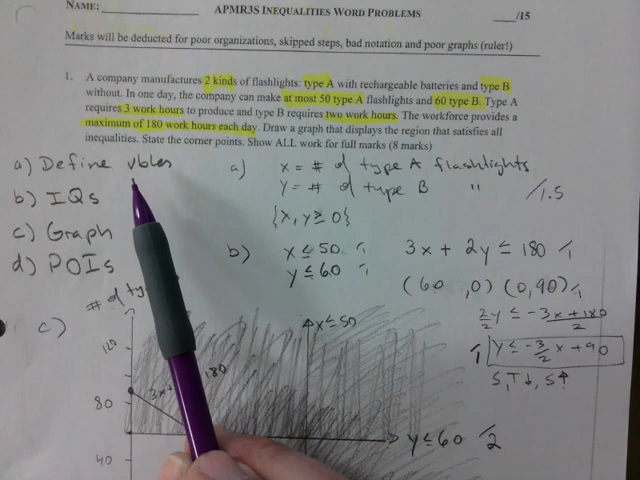 NAME: APMR3S INEQUALITIES WORD PROBLEMS /15
Marks will be deducted for poor organizations, skipped steps, bad notation and poor graphs (ruler!)
1. A company manufactures 2 kinds of flashlights: type A with rechargeable batteries and type B
without. In one day, the company can make at most 50 type A flashlights and 60 type B. Type A
requires 3 work hours to produce and type B requires two work hours. The workforce provides a
maximum of 180 work hours each day. Draw a graph that displays the region that satisfies all
inequalities. State the corner points. Show ALL work for full marks (8 marks)
a) Define vbles
b) IQs
c) Graph
d) POIs
a) x = # of type A flashlights
y = # of type B "
/1.5
{x, y ≥ 0}
b) x ≤ 50 3x + 2y ≤ 180
y ≤ 60 (60, 0) (0, 90)
2y ≤ -3x + 180
2 2
y ≤ -3/2 x + 90
S, T↓, S↑
c) # of ty
x ≤ 50
120
3x+ 180
80
y ≤ 60 /2
40